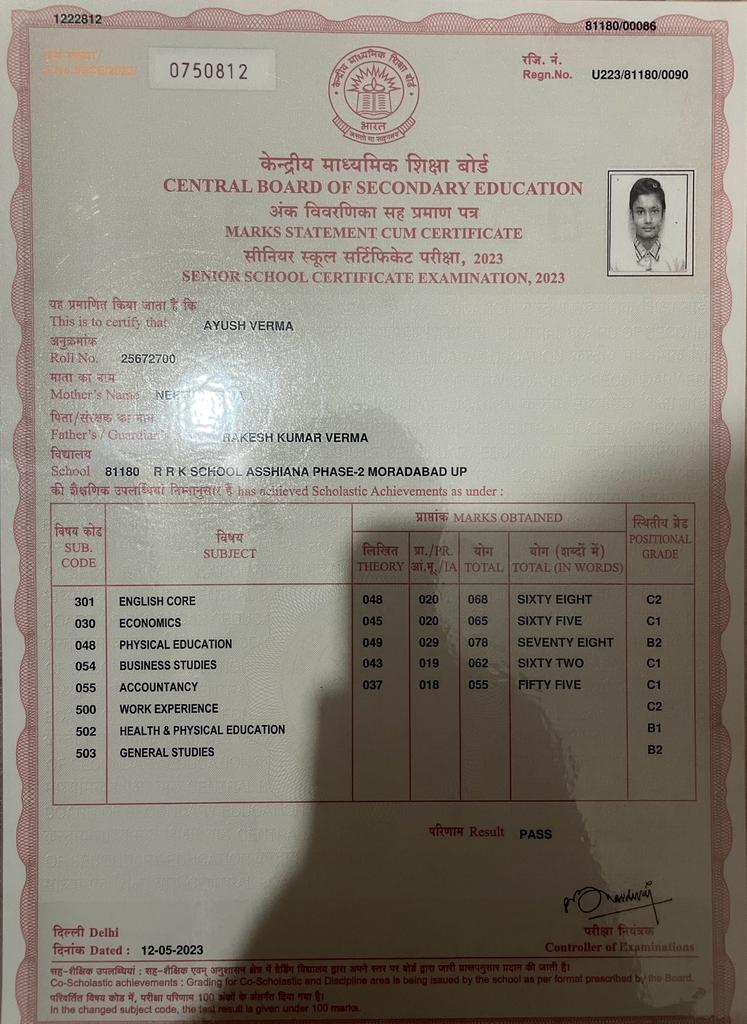 1222812
81180/00086
0750812
रजि. नं.
Regn.No. U223/81180/0090
केन्द्रीय माध्यमिक शिक्षा बोर्ड
भारत
असतो मा सद्गमय
केन्द्रीय माध्यमिक शिक्षा बोर्ड
CENTRAL BOARD OF SECONDARY EDUCATION
अंक विवरणिका सह प्रमाण पत्र
MARKS STATEMENT CUM CERTIFICATE
सीनियर स्कूल सर्टिफिकेट परीक्षा, 2023
SENIOR SCHOOL CERTIFICATE EXAMINATION, 2023
यह प्रमाणित किया जाता है कि
This is to certify that AYUSH VERMA
अनुक्रमांक
Roll No. 25672700
माता का नाम
Mother's Name
पिता/संरक्षक का नाम
Father's / Guardian's RAKESH KUMAR VERMA
विद्यालय
School 81180 R R K SCHOOL ASSHIANA PHASE-2 MORADABAD UP
की शैक्षणिक उपलब्धियां निम्नानुसार हैं has achieved Scholastic Achievements as under :
विषय कोड SUB. CODE विषय SUBJECT प्राप्तांक MARKS OBTAINED स्थितीय ग्रेड POSITIONAL GRADE
लिखित THEORY प्रा./PR. आं.मू./IA योग TOTAL योग (शब्दों में) TOTAL (IN WORDS)
301 ENGLISH CORE 048 020 068 SIXTY EIGHT C2
030 ECONOMICS 045 020 065 SIXTY FIVE C1
048 PHYSICAL EDUCATION 049 029 078 SEVENTY EIGHT B2
054 BUSINESS STUDIES 043 019 062 SIXTY TWO C1
055 ACCOUNTANCY 037 018 055 FIFTY FIVE C1
500 WORK EXPERIENCE C2
502 HEALTH & PHYSICAL EDUCATION B1
503 GENERAL STUDIES B2
परिणाम Result PASS
दिल्ली Delhi
दिनांक Dated : 12-05-2023
परीक्षा नियंत्रक
Controller of Examinations
सह-शैक्षिक उपलब्धियां : सह-शैक्षिक एवम् अनुशासन क्षेत्र में ग्रेडिंग विद्यालय द्वारा अपने स्तर पर बोर्ड द्वारा जारी प्रारूपनुसार प्रदान की जाती है।
Co-Scholastic achievements : Grading for Co-Scholastic and Discipline area is being issued by the school as per format prescribed by the Board.
परिवर्तित विषय कोड में, परीक्षा परिणाम 100 अंकों के अंतर्गत दिया गया है।
In the changed subject code, the test result is given under 100 marks.